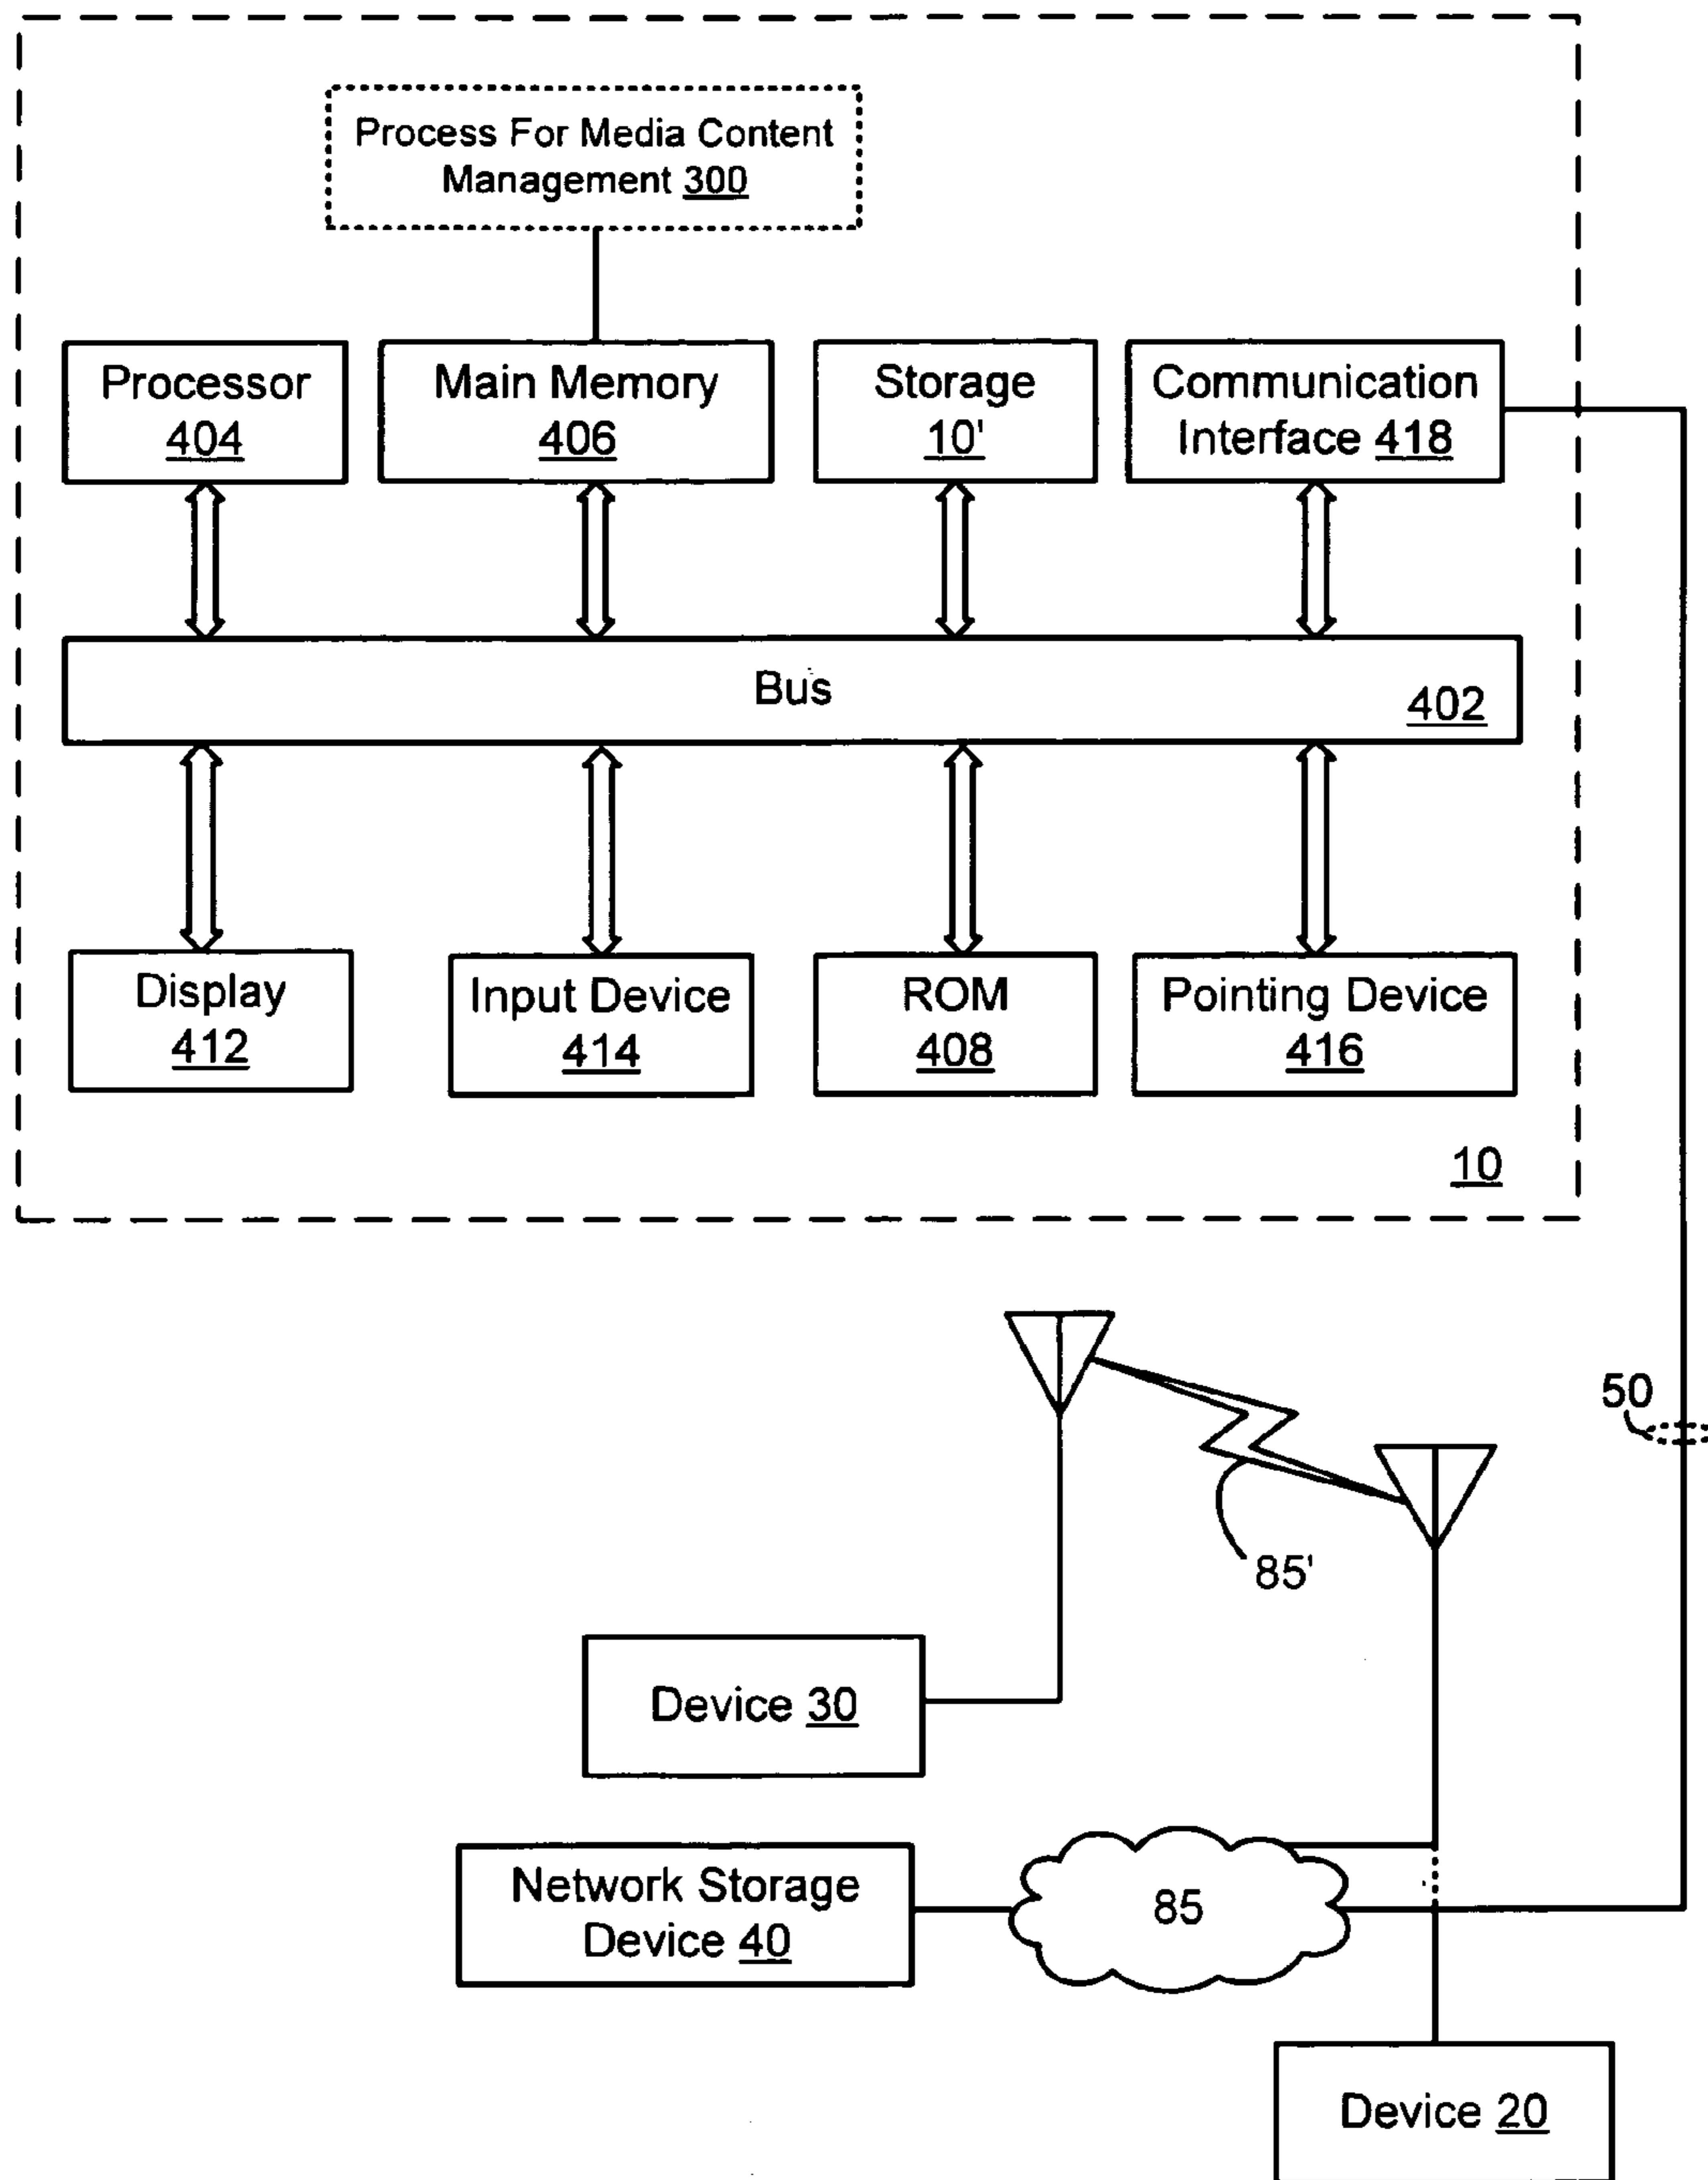 Process For Media Content
Management 300
Processor
404
Main Memory
406
Storage
10'
Communication
Interface 418
Bus
402
Display
412
Input Device
414
ROM
408
Pointing Device
416
10
50
85'
Device 30
Network Storage
Device 40
85
Device 20